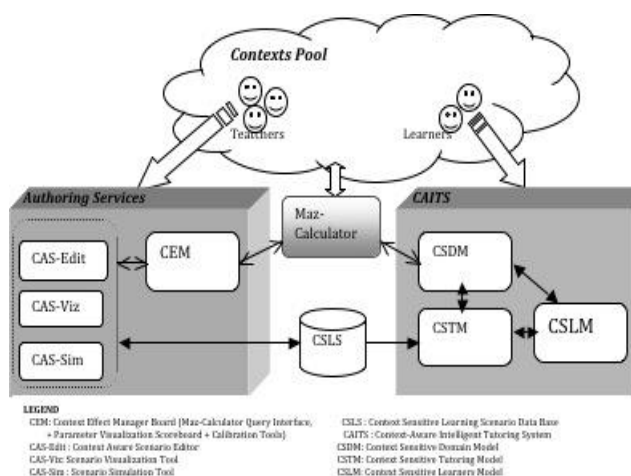 Contexts Pool
Teachers
Learners
Authoring Services
CAITS
Maz-
Calculator
CAS-Edit
CEM
CSDM
CAS-Viz
CSTM
CSLM
CAS-Sim
CSLS
LEGEND
CEM: Context Effect Manager Board (Maz-Calculator Query Interface,
+ Parameter Visualization Scoreboard + Calibration Tools)
CAS-Edit : Context Aware Scenario Editor
CAS-Viz: Scenario Visualization Tool
CAS-Sim : Scenario Simulation Tool
CSLS : Context Sensitive Learning Scenario Data Base
CAITS : Context-Aware Intelligent Tutoring System
CSDM: Context Sensitive Domain Model
CSTM: Context Sensitive Tutoring Model
CSLM: Context Sensitive Learners Model